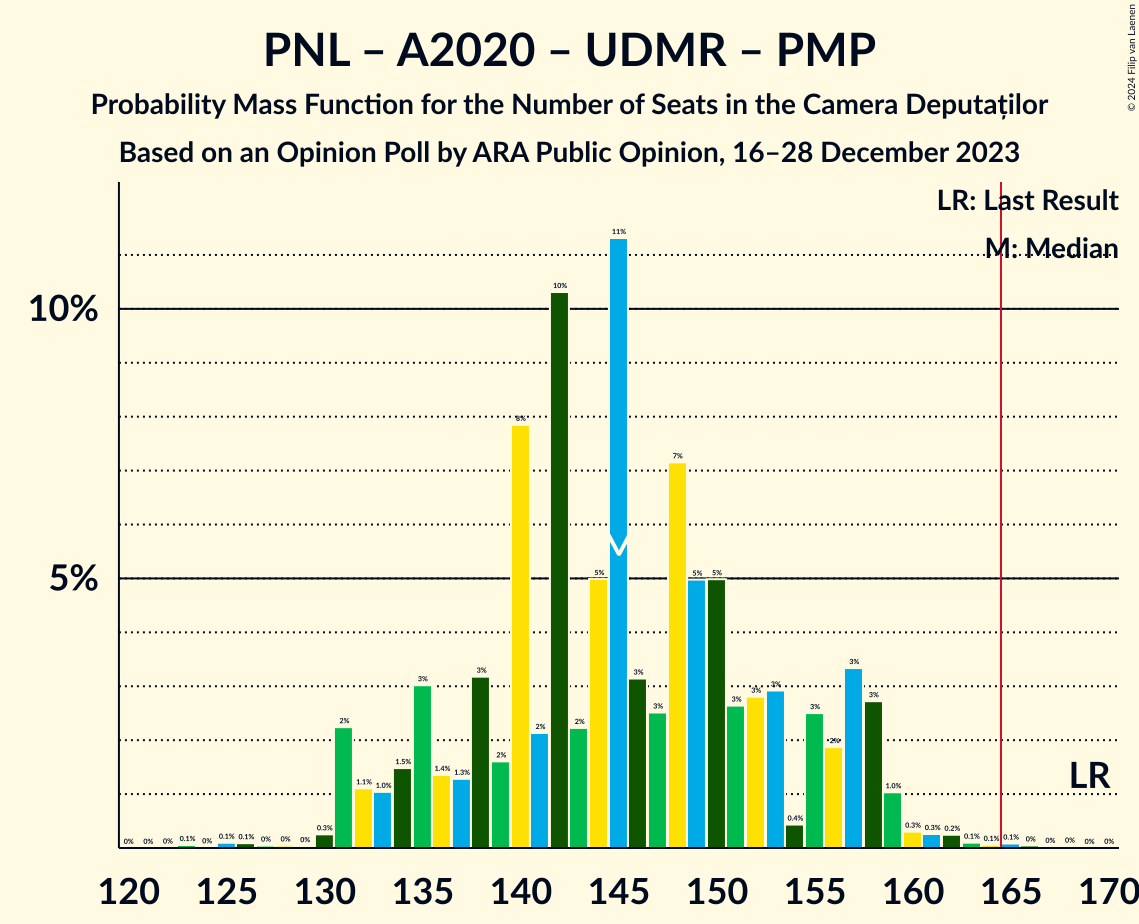 PNL – A2020 – UDMR – PMP
Probability Mass Function for the Number of Seats in the Camera Deputaților
Based on an Opinion Poll by ARA Public Opinion, 16–28 December 2023
© 2024 Filip van Laenen
LR: Last Result
M: Median
10%
5%
0% 0% 0% 0.1% 0% 0.1% 0.1% 0% 0% 0% 0.3% 2% 1.1% 1.0% 1.5% 3% 1.4% 1.3% 3% 2% 8% 2% 10% 2% 5% 11% 3% 3% 7% 5% 5% 3% 3% 3% 0.4% 3% 2% 3% 3% 1.0% 0.3% 0.3% 0.2% 0.1% 0.1% 0.1% 0% 0% 0% 0% 0%
M
LR
120 125 130 135 140 145 150 155 160 165 170